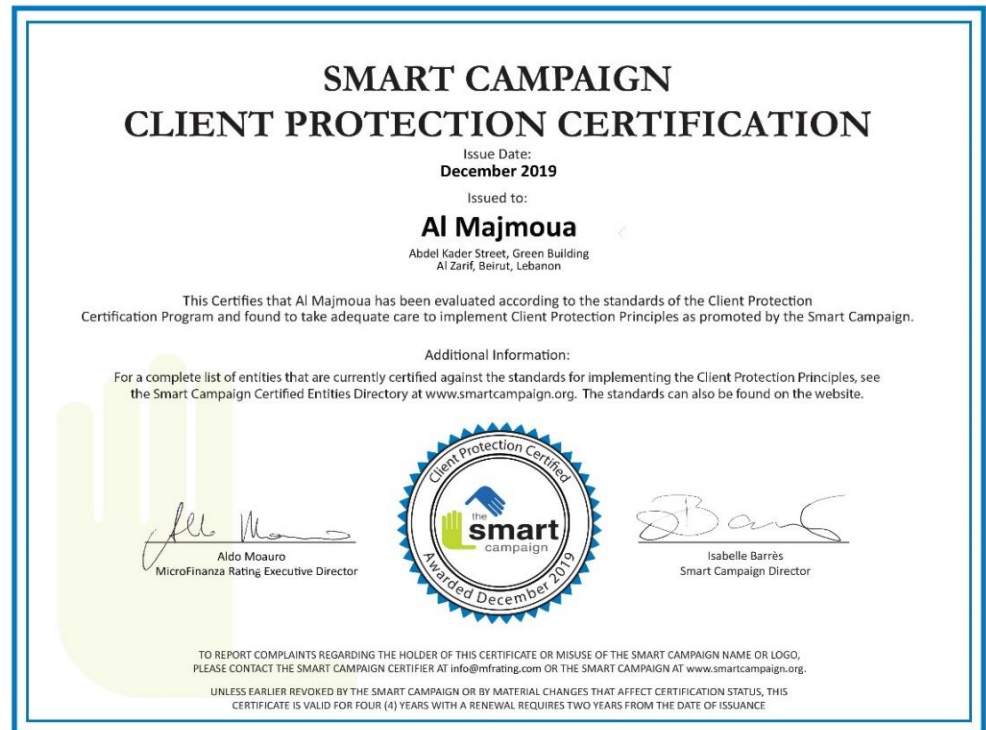 SMART CAMPAIGN
CLIENT PROTECTION CERTIFICATION
Issue Date:
December 2019
Issued to:
Al Majmoua
Abdel Kader Street, Green Building
Al Zarif, Beirut, Lebanon
This Certifies that Al Majmoua has been evaluated according to the standards of the Client Protection
Certification Program and found to take adequate care to implement Client Protection Principles as promoted by the Smart Campaign.
Additional Information:
For a complete list of entities that are currently certified against the standards for implementing the Client Protection Principles, see
the Smart Campaign Certified Entities Directory at www.smartcampaign.org. The standards can also be found on the website.
Client Protection Certified
the
smart
campaign
Awarded December 2019
Aldo Moauro
MicroFinanza Rating Executive Director
Isabelle Barrès
Smart Campaign Director
TO REPORT COMPLAINTS REGARDING THE HOLDER OF THIS CERTIFICATE OR MISUSE OF THE SMART CAMPAIGN NAME OR LOGO,
PLEASE CONTACT THE SMART CAMPAIGN CERTIFIER AT info@mfrating.com OR THE SMART CAMPAIGN AT www.smartcampaign.org.
UNLESS EARLIER REVOKED BY THE SMART CAMPAIGN OR BY MATERIAL CHANGES THAT AFFECT CERTIFICATION STATUS, THIS
CERTIFICATE IS VALID FOR FOUR (4) YEARS WITH A RENEWAL REQUIRES TWO YEARS FROM THE DATE OF ISSUANCE